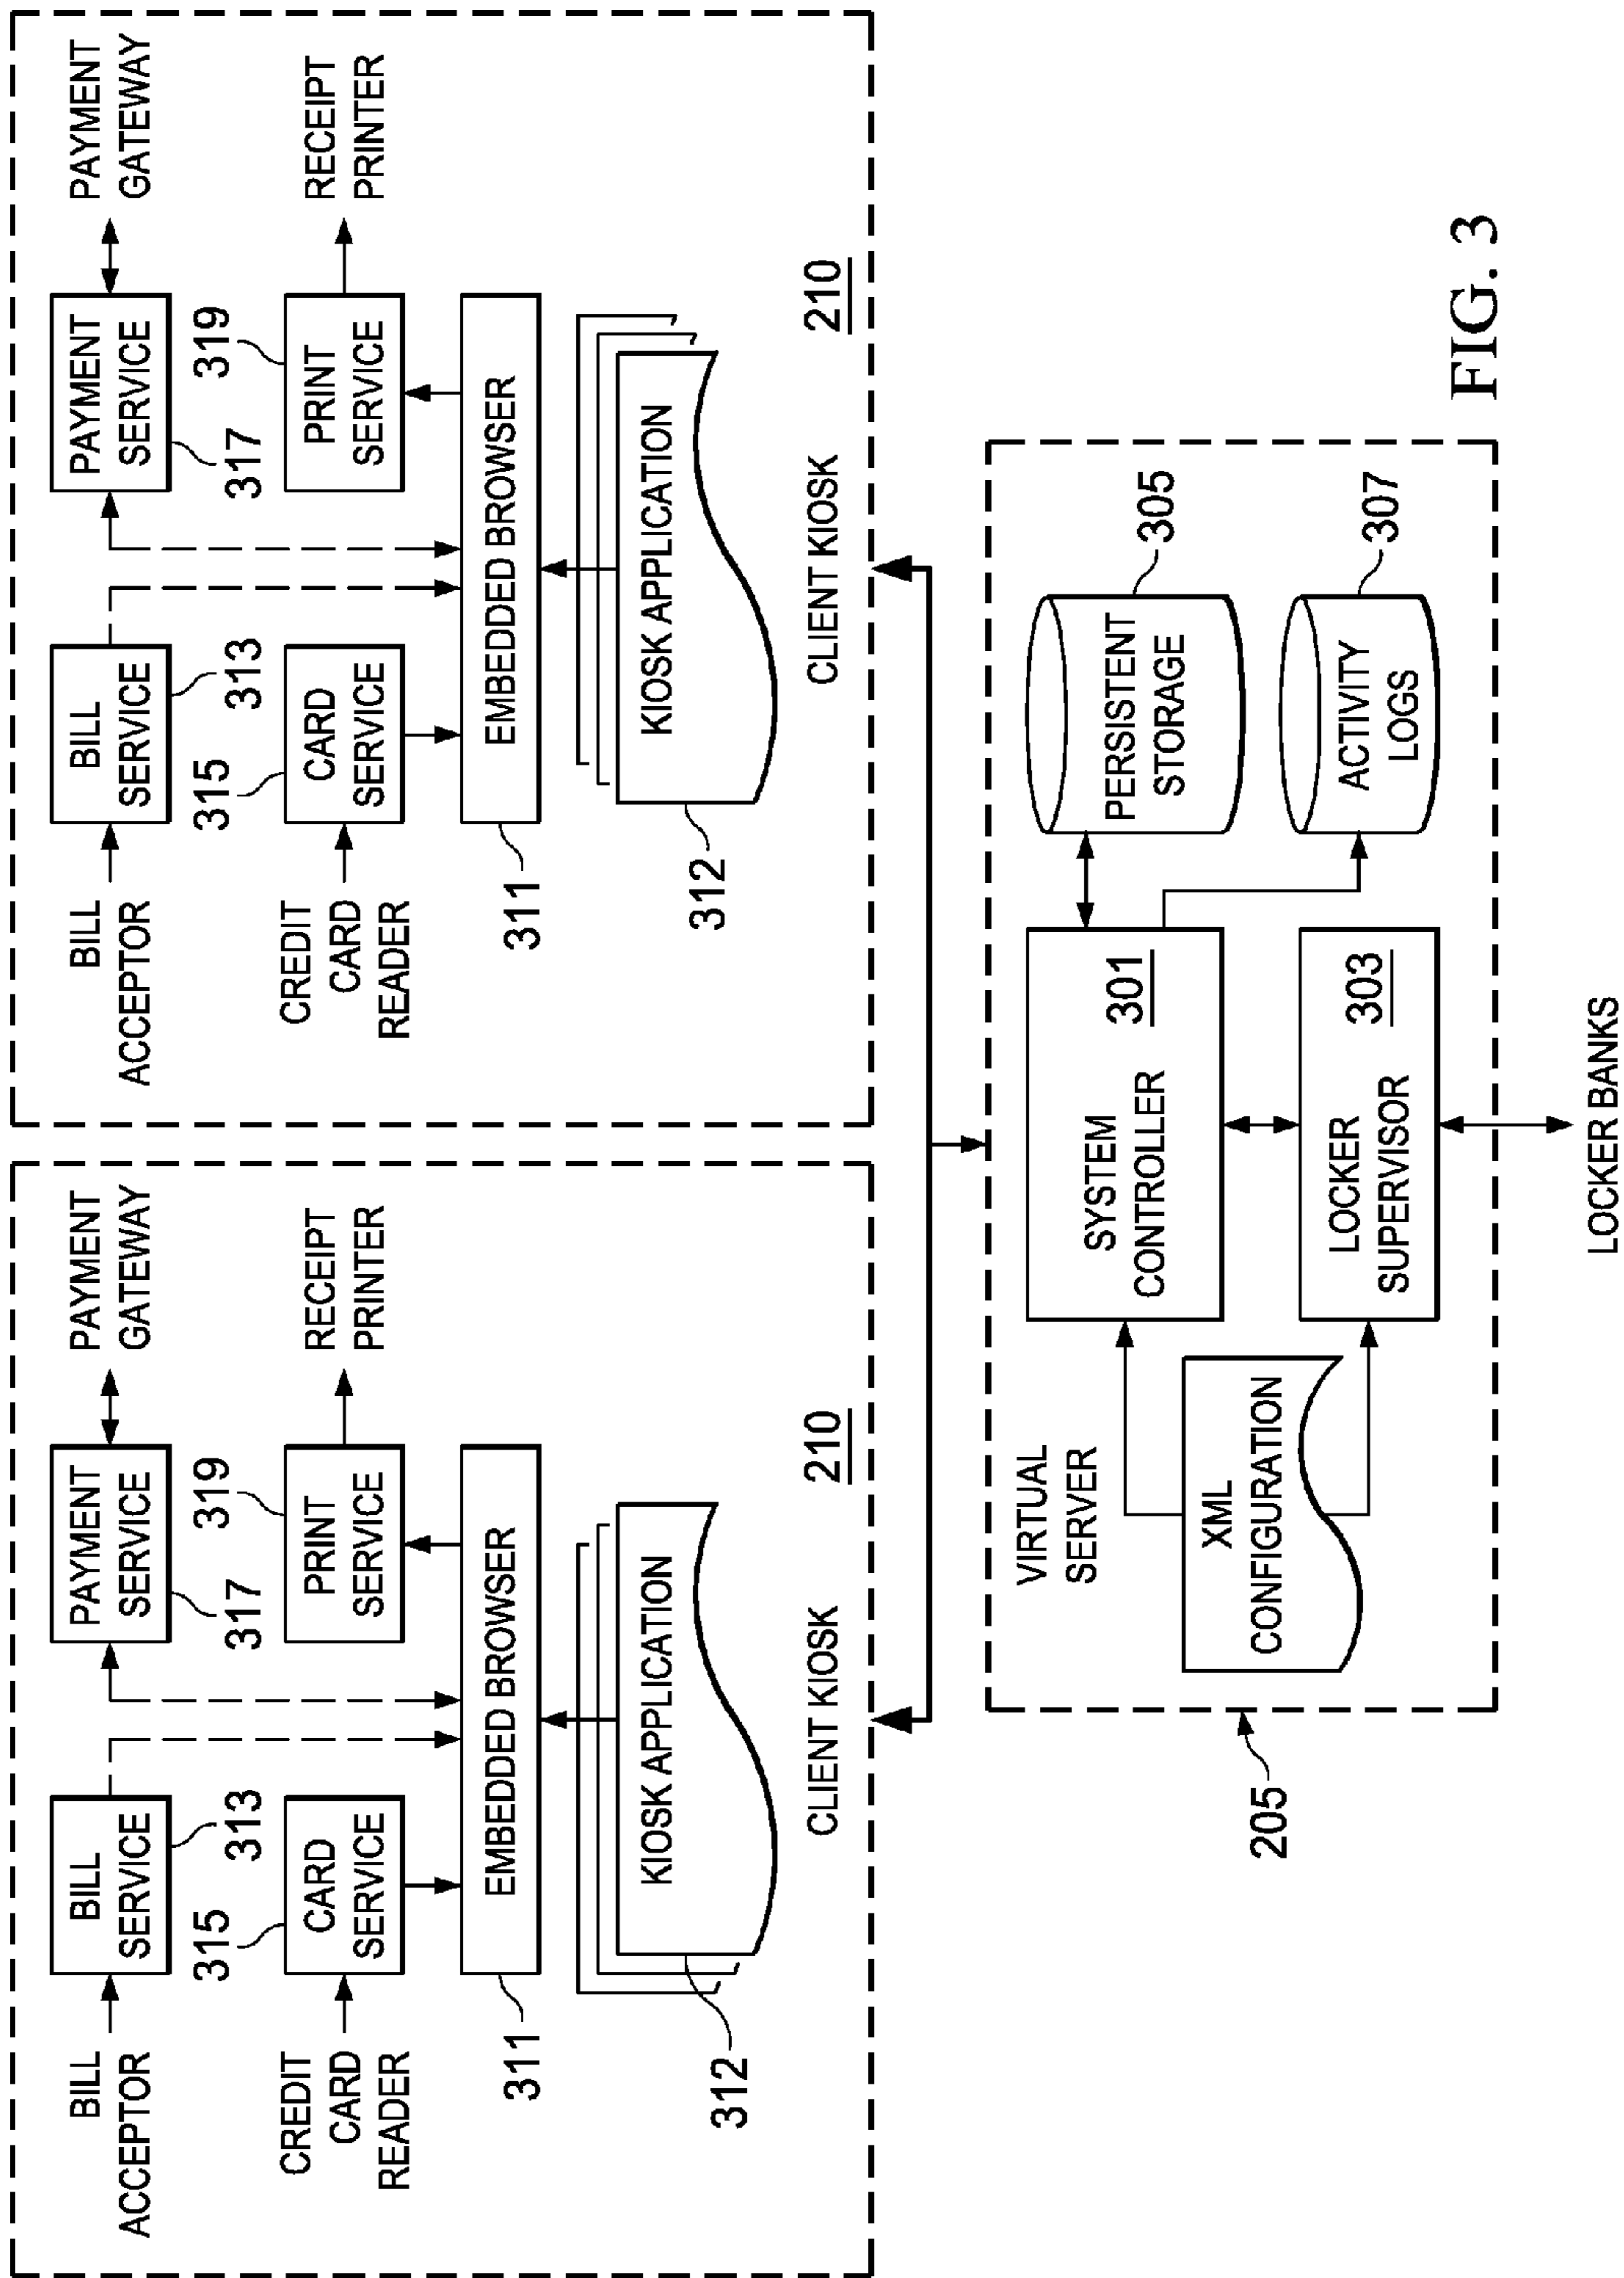 BILL
ACCEPTOR
BILL
SERVICE
313
PAYMENT
SERVICE
317
PAYMENT
GATEWAY
CREDIT
CARD
READER
315
CARD
SERVICE
319
PRINT
SERVICE
RECEIPT
PRINTER
311
EMBEDDED BROWSER
312
KIOSK APPLICATION
CLIENT KIOSK
210
BILL
ACCEPTOR
BILL
SERVICE
313
PAYMENT
SERVICE
317
PAYMENT
GATEWAY
CREDIT
CARD
READER
315
CARD
SERVICE
319
PRINT
SERVICE
RECEIPT
PRINTER
311
EMBEDDED BROWSER
312
KIOSK APPLICATION
CLIENT KIOSK
210
205
VIRTUAL
SERVER
XML
CONFIGURATION
SYSTEM
CONTROLLER
301
LOCKER
SUPERVISOR
303
PERSISTENT
STORAGE
305
ACTIVITY
LOGS
307
LOCKER BANKS
FIG. 3